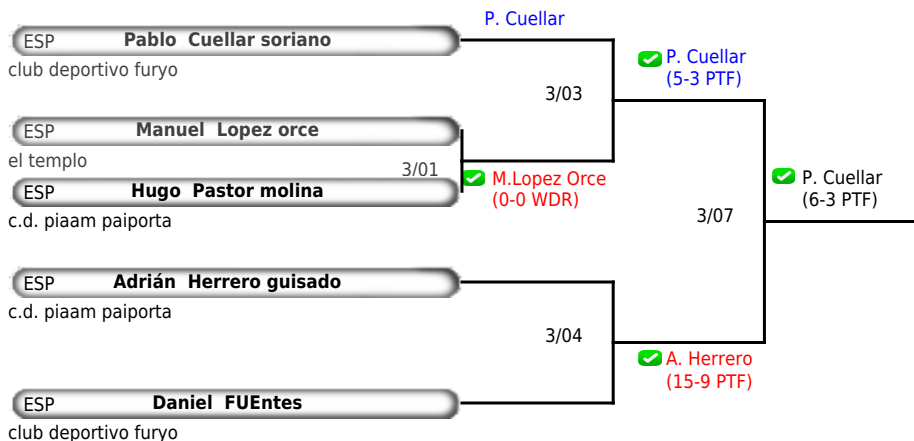 P. Cuellar
ESP Pablo Cuellar soriano
club deportivo furyo
P. Cuellar
(5-3 PTF)
3/03
ESP Manuel Lopez orce
el templo
3/01
M.Lopez Orce
(0-0 WDR)
ESP Hugo Pastor molina
c.d. piaam paiporta
P. Cuellar
(6-3 PTF)
3/07
ESP Adrián Herrero guisado
c.d. piaam paiporta
3/04
A. Herrero
(15-9 PTF)
ESP Daniel FUEntes
club deportivo furyo